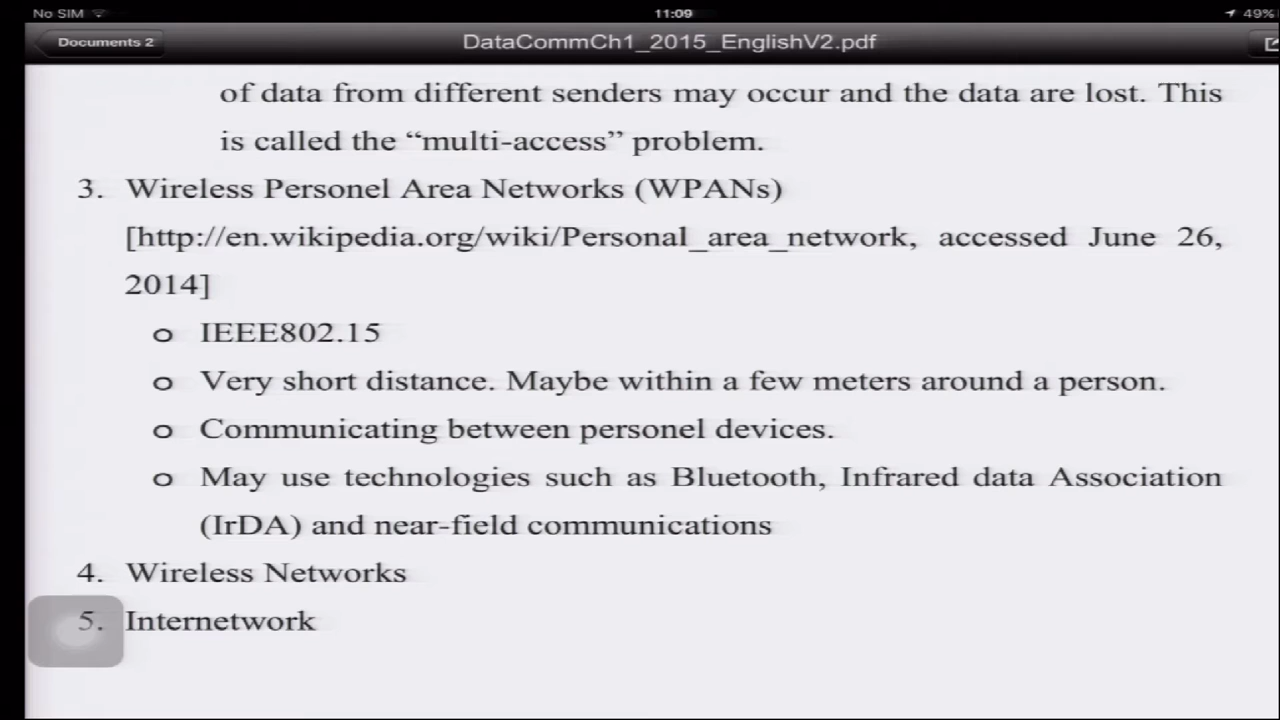 No SIM 11:09 49%
Documents 2 DataCommCh1_2015_EnglishV2.pdf
of data from different senders may occur and the data are lost. This
is called the “multi-access” problem.
3. Wireless Personel Area Networks (WPANs)
[http://en.wikipedia.org/wiki/Personal_area_network, accessed June 26,
2014]
o IEEE802.15
o Very short distance. Maybe within a few meters around a person.
o Communicating between personel devices.
o May use technologies such as Bluetooth, Infrared data Association
(IrDA) and near-field communications
4. Wireless Networks
5. Internetwork